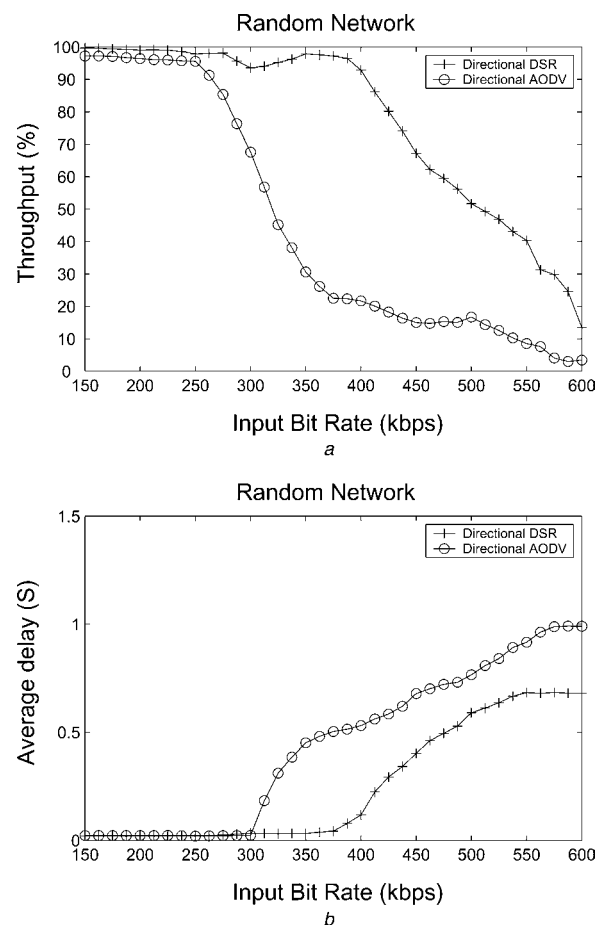 Random Network
100
90
80
70
60
50
40
30
20
10
0
Throughput (%)
Directional DSR
Directional AODV
150 200 250 300 350 400 450 500 550 600
Input Bit Rate (kbps)
a
Random Network
1.5
1
0.5
0
Average delay (S)
Directional DSR
Directional AODV
150 200 250 300 350 400 450 500 550 600
Input Bit Rate (kbps)
b